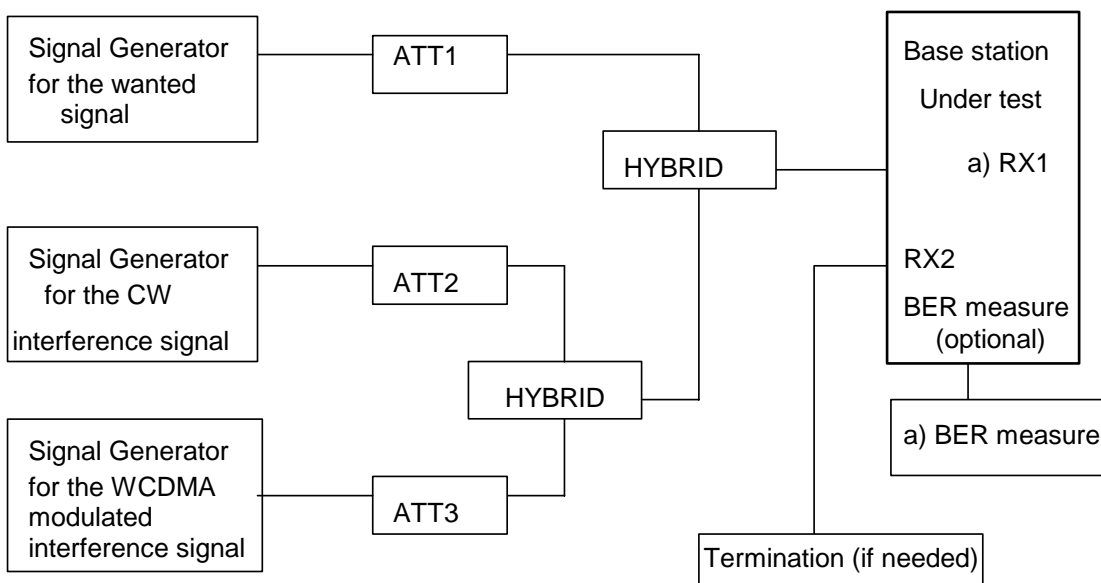 Signal Generator
for the wanted
signal
ATT1
HYBRID
Base station
Under test
a) RX1
RX2
BER measure
(optional)
a) BER measure
Signal Generator
for the CW
interference signal
ATT2
HYBRID
Signal Generator
for the WCDMA
modulated
interference signal
ATT3
Termination (if needed)